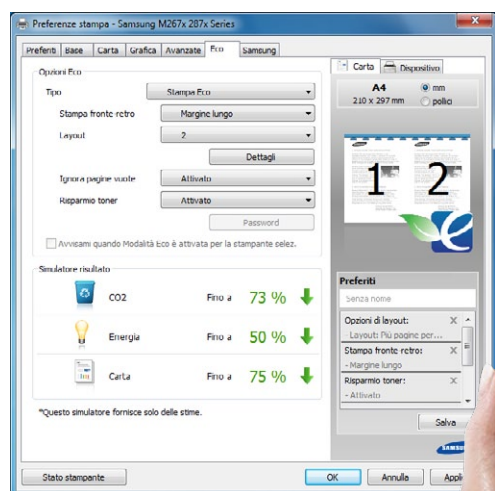 Preferenze stampa - Samsung M267x 287x Series
Preferiti Base Carta Grafica Avanzate Eco Samsung
Opzioni Eco
Tipo Stampa Eco
Stampa fronte retro Margine lungo
Layout 2
Dettagli
Ignora pagine vuote Attivato
Risparmio toner Attivato
Password
Avvisami quando Modalità Eco è attivata per la stampante selez.
Simulatore risultato
CO2 Fino a 73 %
Energia Fino a 50 %
Carta Fino a 75 %
*Questo simulatore fornisce solo delle stime.
Carta Dispositivo
A4 mm
210 x 297 mm pollici
1 2
Preferiti
Senza nome
Opzioni di layout: X
- Layout: Più pagine per...
Stampa fronte retro: X
- Margine lungo
Risparmio toner: X
- Attivato
Salva
Stato stampante OK Annulla